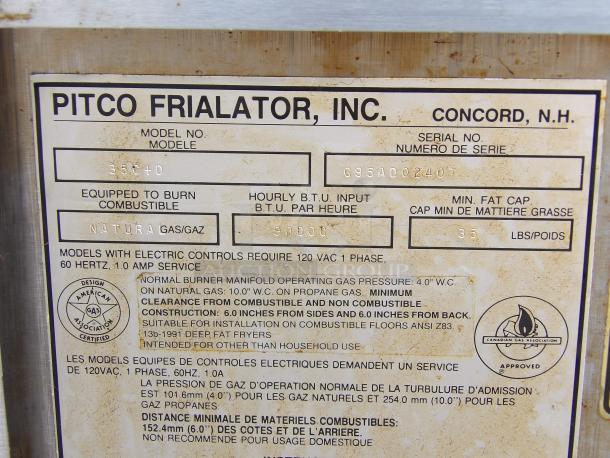 PITCO FRIALATOR, INC. CONCORD, N.H.
MODEL NO.
MODELE
SERIAL NO.
NUMERO DE SERIE
35C+D
G95A002407
EQUIPPED TO BURN
COMBUSTIBLE
HOURLY B.T.U. INPUT
B.T.U. PAR HEURE
MIN. FAT CAP.
CAP MIN DE MATTIERE GRASSE
NATURA GAS/GAZ
35 LBS/POIDS
MODELS WITH ELECTRIC CONTROLS REQUIRE 120 VAC 1 PHASE,
60 HERTZ, 1.0 AMP SERVICE
NORMAL BURNER MANIFOLD OPERATING GAS PRESSURE: 4.0" W.C.
ON NATURAL GAS: 10.0" W.C. ON PROPANE GAS. MINIMUM
CLEARANCE FROM COMBUSTIBLE AND NON COMBUSTIBLE
CONSTRUCTION: 6.0 INCHES FROM SIDES AND 6.0 INCHES FROM BACK.
SUITABLE FOR INSTALLATION ON COMBUSTIBLE FLOORS ANSI Z83.
13b-1991 DEEP FAT FRYERS
INTENDED FOR OTHER THAN HOUSEHOLD USE
DESIGN
AMERICAN
GAS
ASSOCIATION
CERTIFIED
CANADIAN GAS ASSOCIATION
APPROVED
LES MODELS EQUIPES DE CONTROLES ELECTRIQUES DEMANDENT UN SERVICE
DE 120VAC, 1 PHASE, 60HZ, 1.0A
LA PRESSION DE GAZ D'OPERATION NORMALE DE LA TURBULURE D'ADMISSION
EST 101.6mm (4.0") POUR LES GAZ NATURELS ET 254.0 mm (10.0") POUR LES
GAZ PROPANES.
DISTANCE MINIMALE DE MATERIELS COMBUSTIBLES:
152.4mm (6.0") DES COTES ET DE L'ARRIERE.
NON RECOMMENDE POUR USAGE DOMESTIQUE